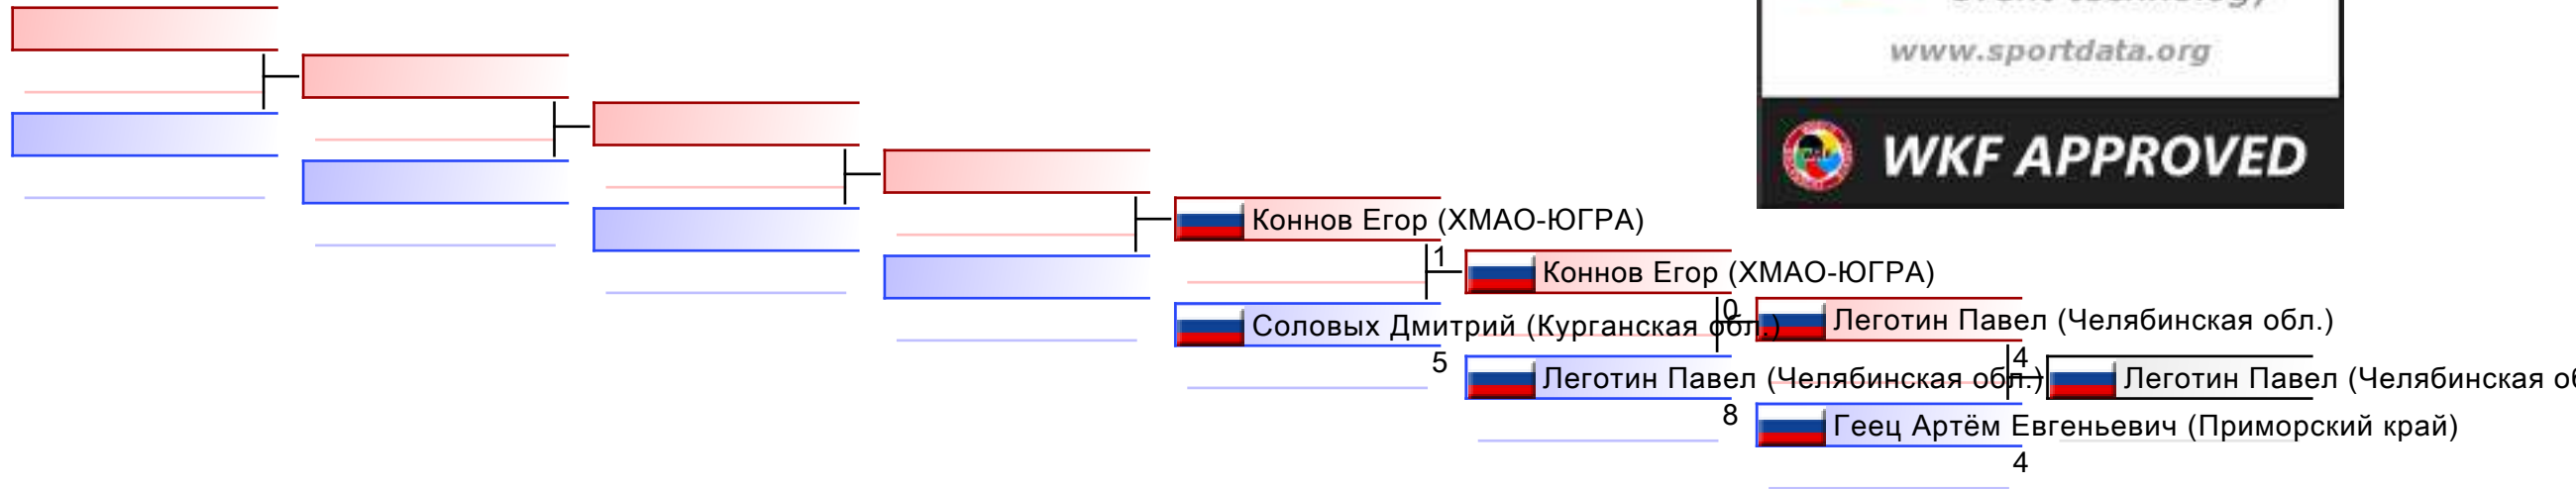 www.sportdata.org
WKF APPROVED
Коннов Егор (ХМАО-ЮГРА)
1
Коннов Егор (ХМАО-ЮГРА)
0
Соловых Дмитрий (Курганская обл.)
Леготин Павел (Челябинская обл.)
5
4
Леготин Павел (Челябинская обл.)
Леготин Павел (Челябинская
8
Геец Артём Евгеньевич (Приморский край)
4